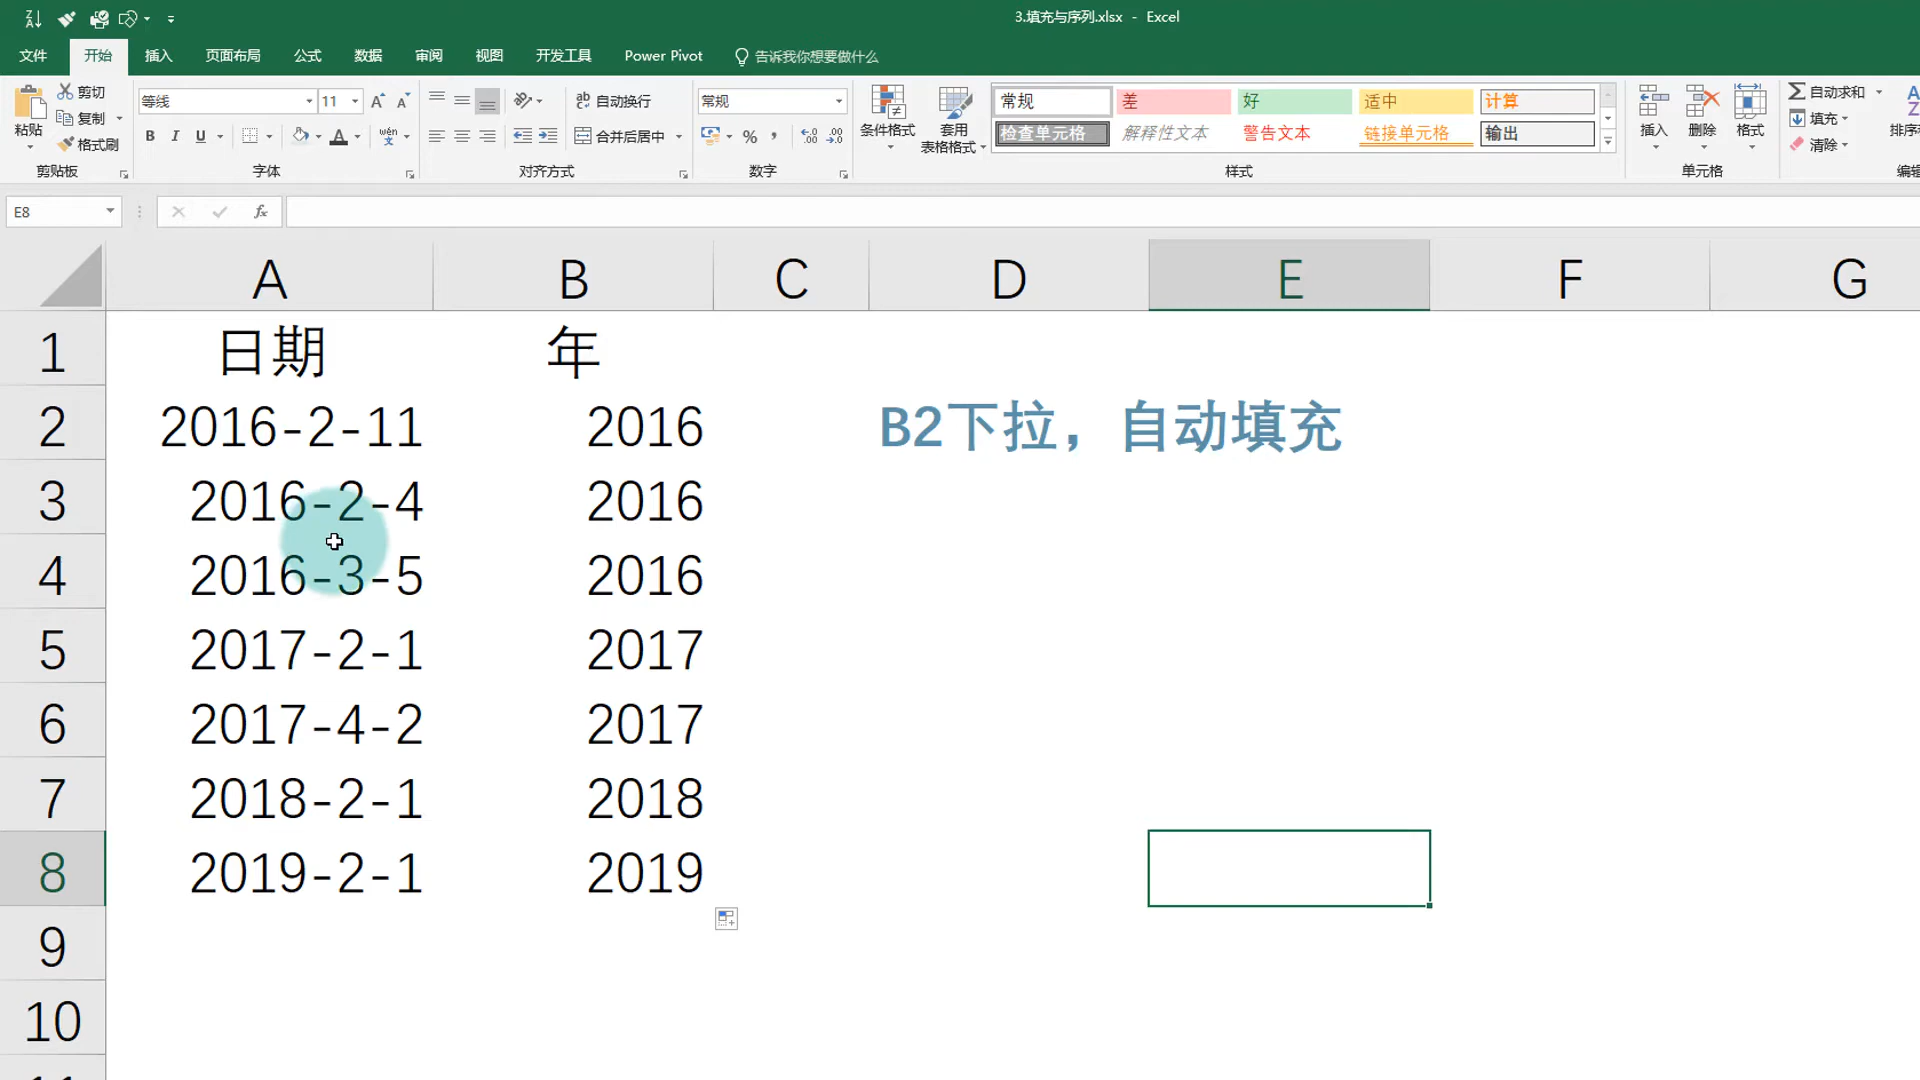 3.填充与序列.xlsx - Excel
文件 开始 插入 页面布局 公式 数据 审阅 视图 开发工具 Power Pivot 告诉我你想要做什么
粘贴 剪切 复制 格式刷 剪贴板
等线 11 B I U A wén 字体
自动换行 合并后居中 对齐方式
常规 % 数字
条件格式 套用 表格格式
常规 差 好 适中 计算
检查单元格 解释性文本 警告文本 链接单元格 输出
样式
插入 删除 格式 单元格
自动求和 填充 清除
E8 fx
A B C D E F G
1 日期 年
2 2016-2-11 2016 B2下拉，自动填充
3 2016-2-4 2016
4 2016-3-5 2016
5 2017-2-1 2017
6 2017-4-2 2017
7 2018-2-1 2018
8 2019-2-1 2019
9
10